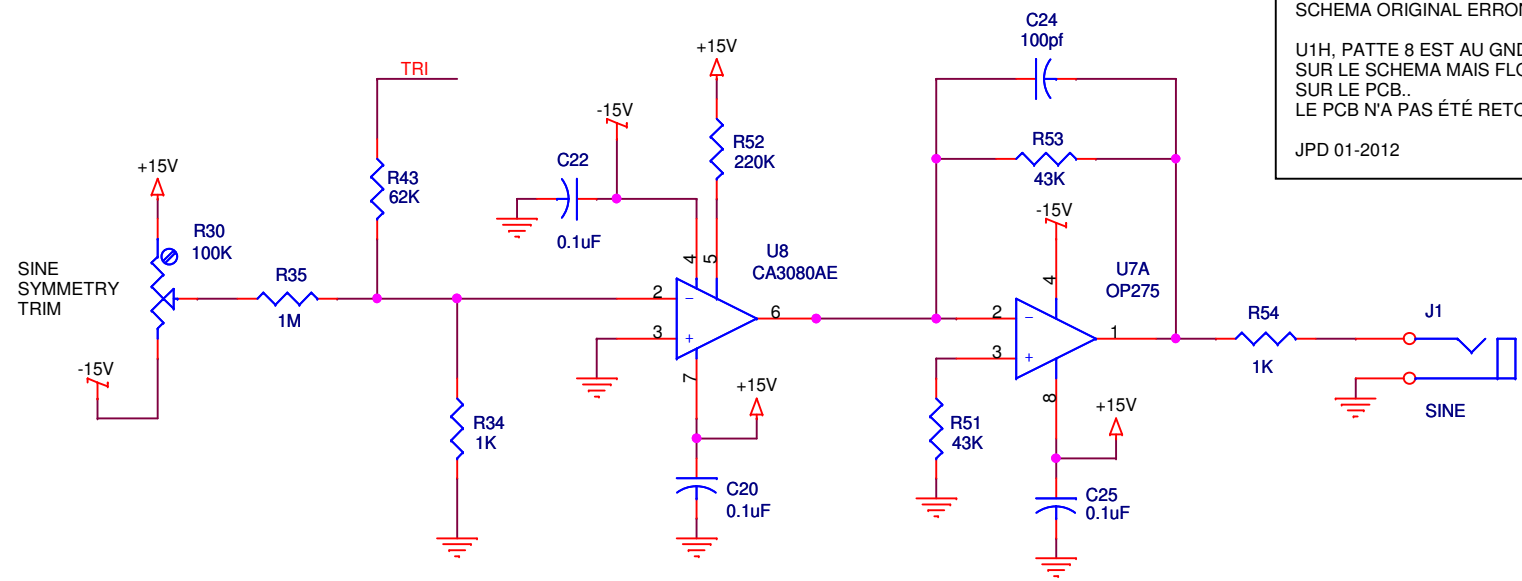 SCHEMA ORIGINAL
U1H, PATTE 8 EST AU
SUR LE SCHEMA MAIS
SUR LE PCB..
LE PCB N'A PAS ÉTÉ
JPD 01-2012
C24
100pf
+15V
TRI
-15V
R52
220K
C22
R53
43K
+15V
R43
62K
-15V
0.1uF
R30
100K
U8
CA3080AE
4
5
SINE
SYMMETRY
TRIM
R35
1M
2
−
3
+
6
7
U7A
OP275
4
2
−
3
+
1
8
R54
1K
J1
SINE
-15V
+15V
+15V
R34
1K
R51
43K
C20
0.1uF
C25
0.1uF